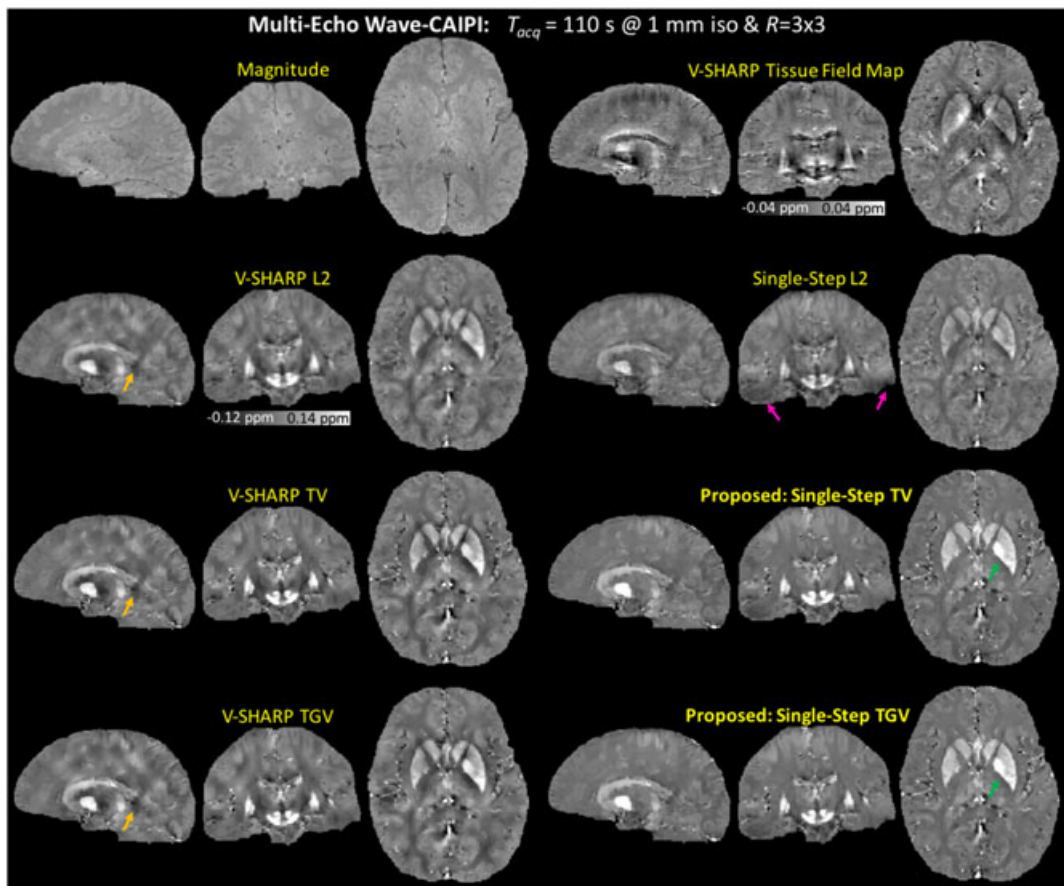 Multi-Echo Wave-CAIPI: Tacq = 110 s @ 1 mm iso & R=3x3
Magnitude
V-SHARP Tissue Field Map
-0.04 ppm 0.04 ppm
V-SHARP L2
Single-Step L2
-0.12 ppm 0.14 ppm
V-SHARP TV
Proposed: Single-Step TV
V-SHARP TGV
Proposed: Single-Step TGV